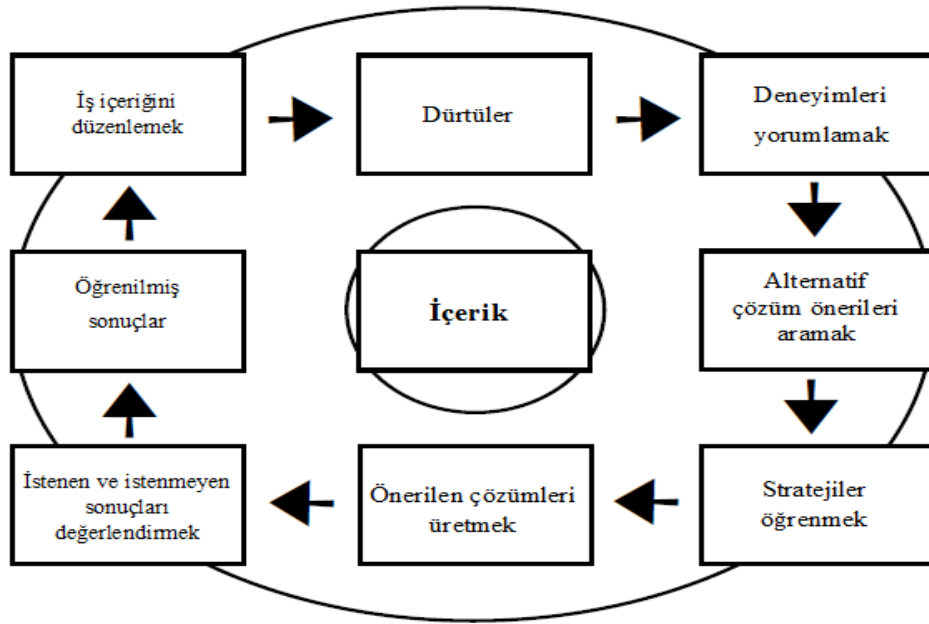 İş içeriğini
düzenlemek
Dürtüler
Deneyimleri
yorumlamak
Öğrenilmiş
sonuçlar
İçerik
Alternatif
çözüm önerileri
aramak
İstenen ve istenmeyen
sonuçları
değerlendirmek
Önerilen çözümleri
üretmek
Stratejiler
öğrenmek